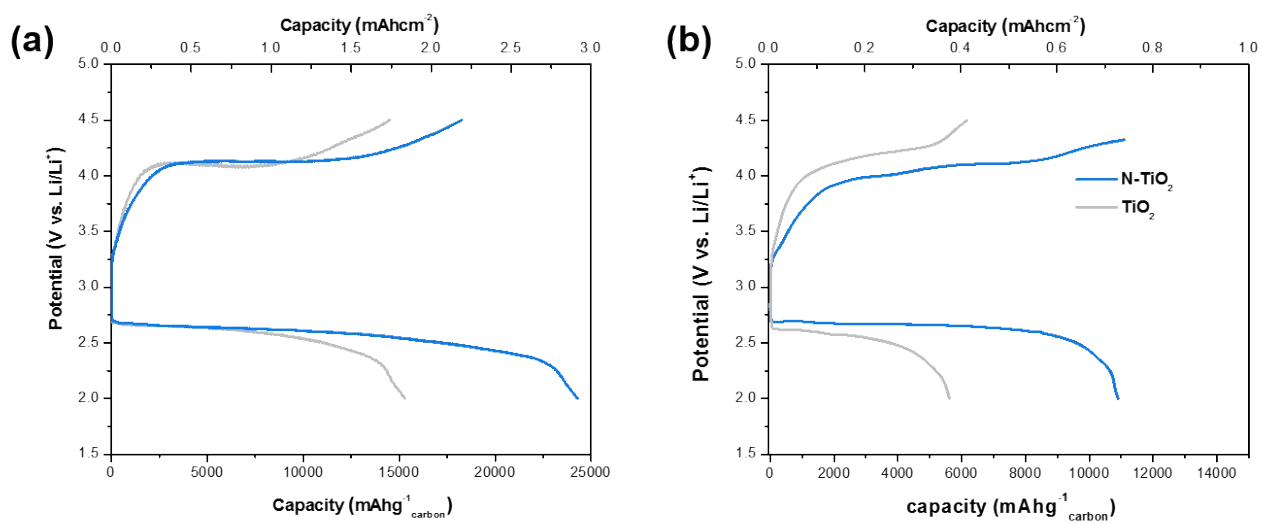 (a)
Capacity (mAhcm⁻²)
0.0 0.5 1.0 1.5 2.0 2.5 3.0
Potential (V vs. Li/Li⁺)
5.0
4.5
4.0
3.5
3.0
2.5
2.0
1.5
0 5000 10000 15000 20000 25000
Capacity (mAhg⁻¹carbon)
(b)
Capacity (mAhcm⁻²)
0.0 0.2 0.4 0.6 0.8 1.0
Potential (V vs. Li/Li⁺)
5.0
4.5
4.0
3.5
3.0
2.5
2.0
1.5
N-TiO₂
TiO₂
0 2000 4000 6000 8000 10000 12000 14000
capacity (mAhg⁻¹carbon)